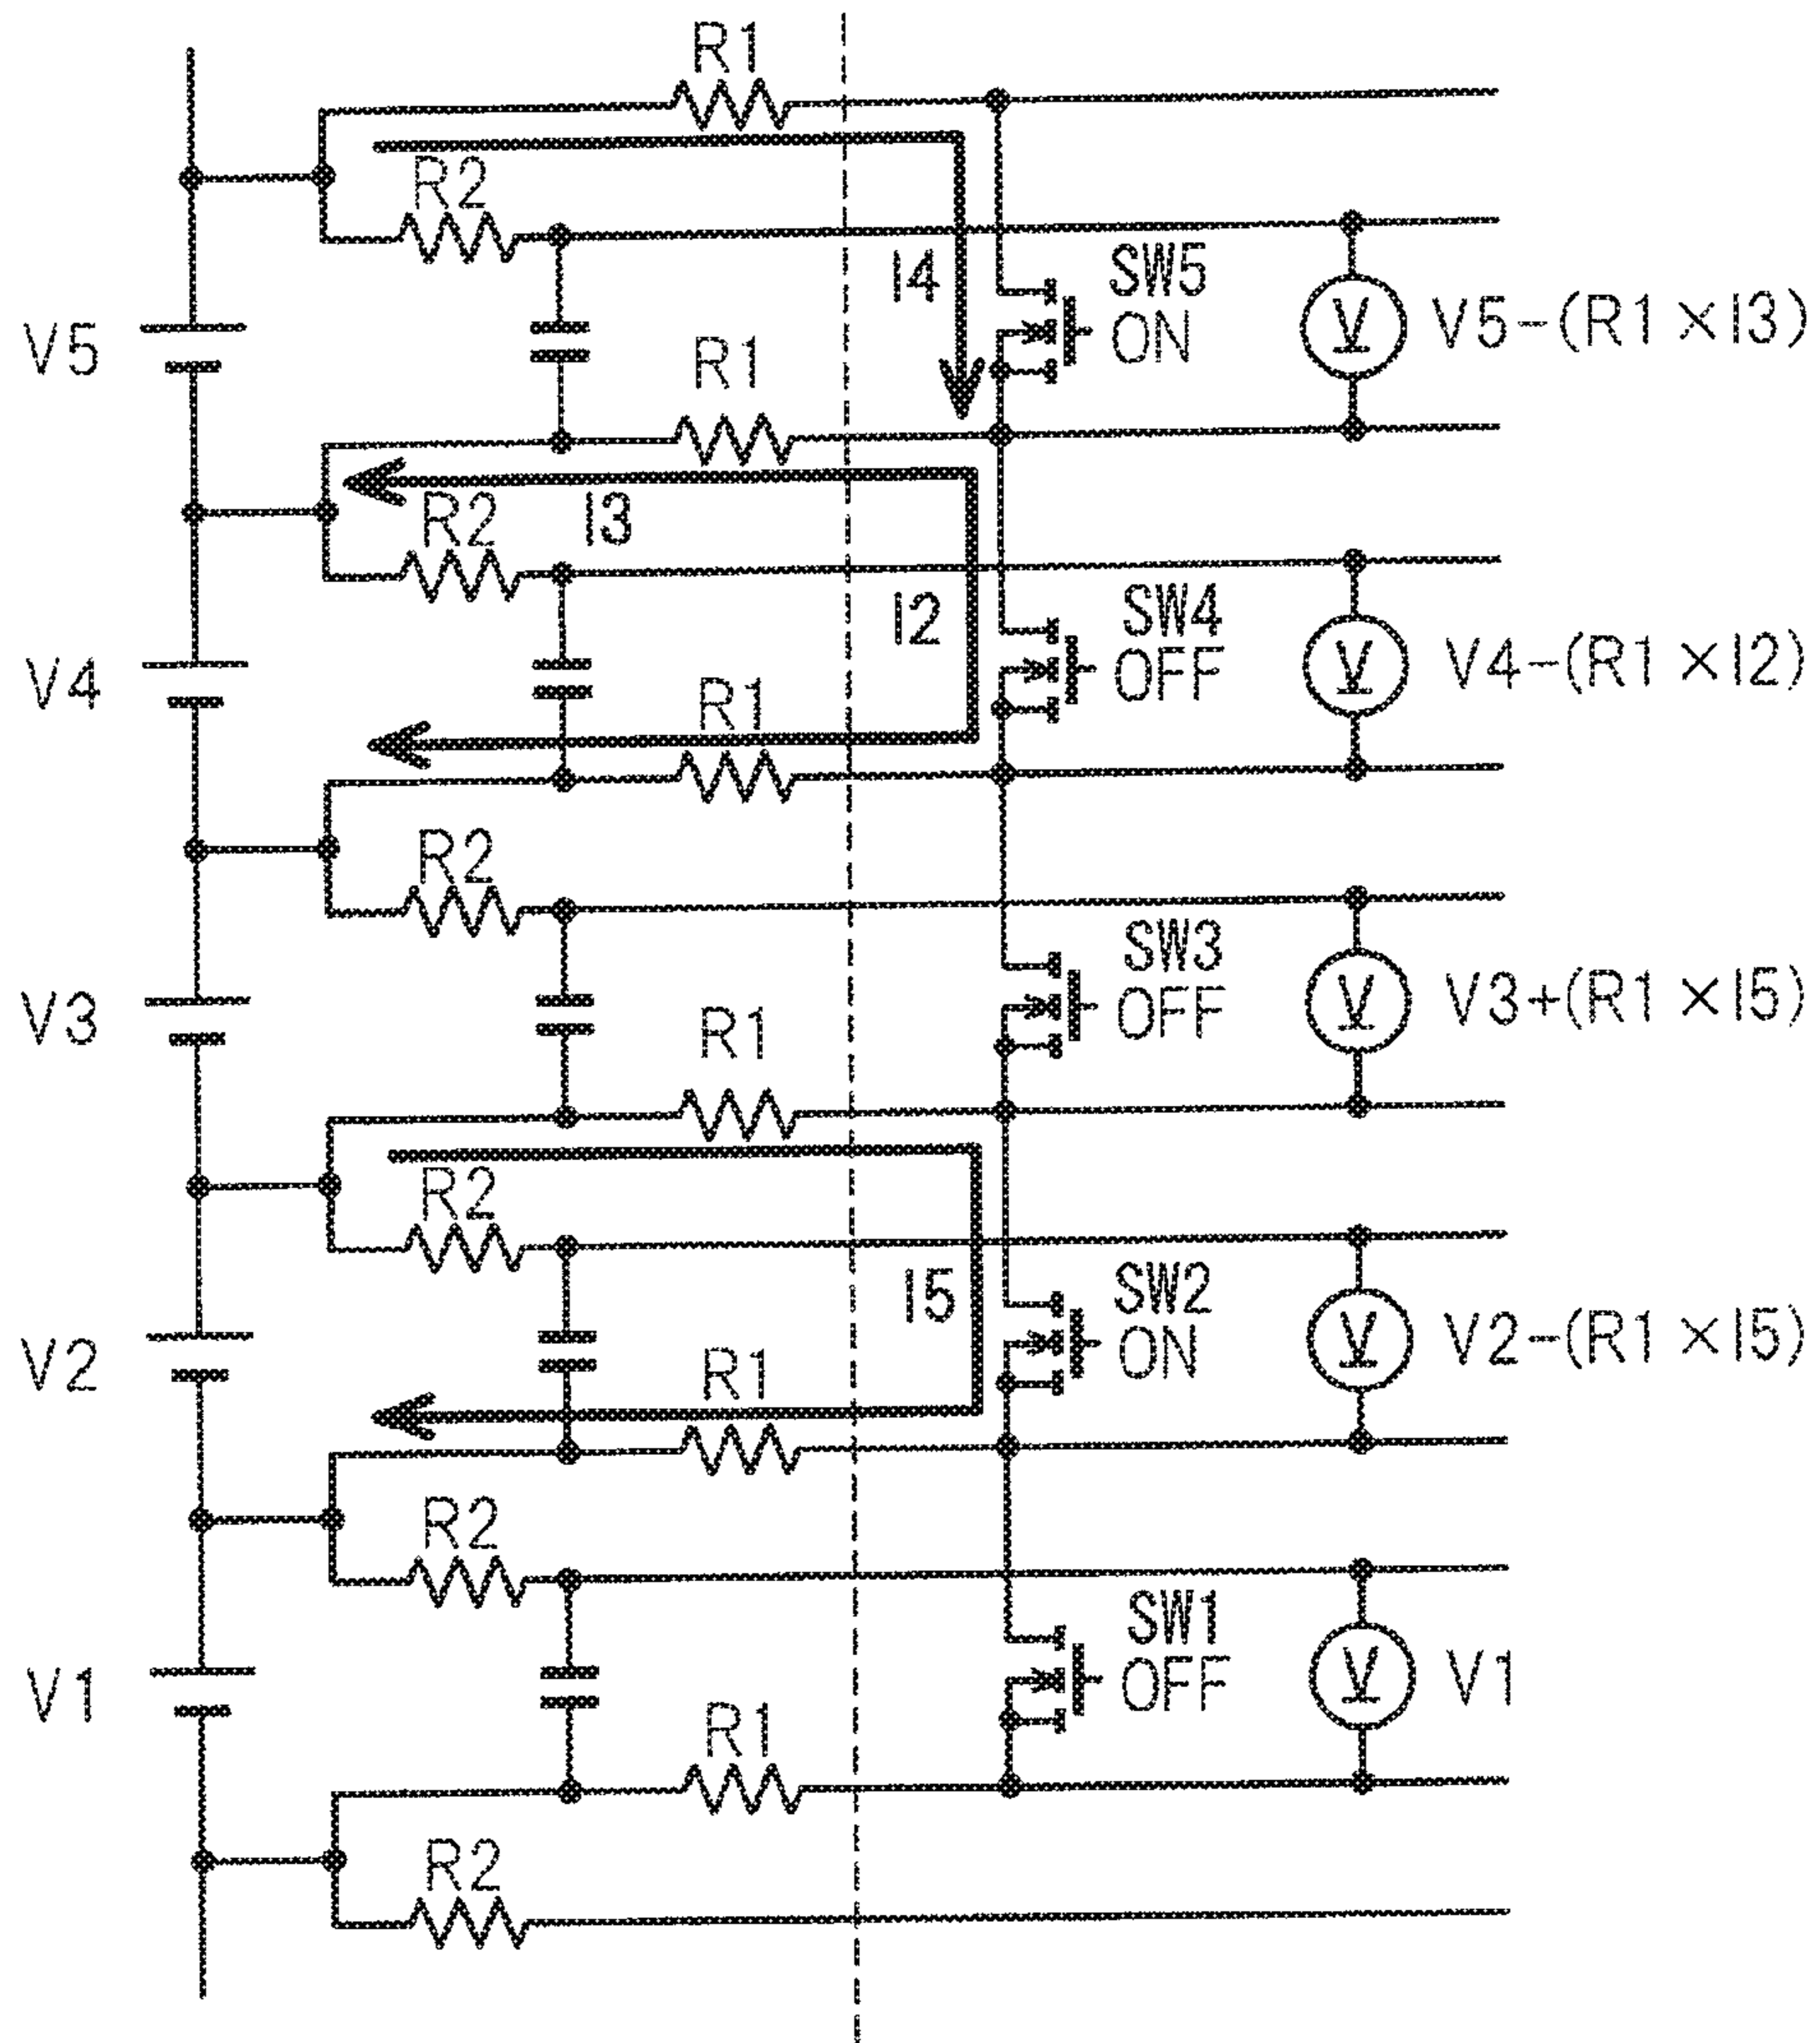 R1
R2
I4
SW5
ON
V5
V5-(R1×I3)
R1
R2
I3
I2
SW4
OFF
V4
V4-(R1×I2)
R1
R2
SW3
OFF
V3
V3+(R1×I5)
R1
R2
I5
SW2
ON
V2
V2-(R1×I5)
R1
R2
SW1
OFF
V1
V1
R1
R2